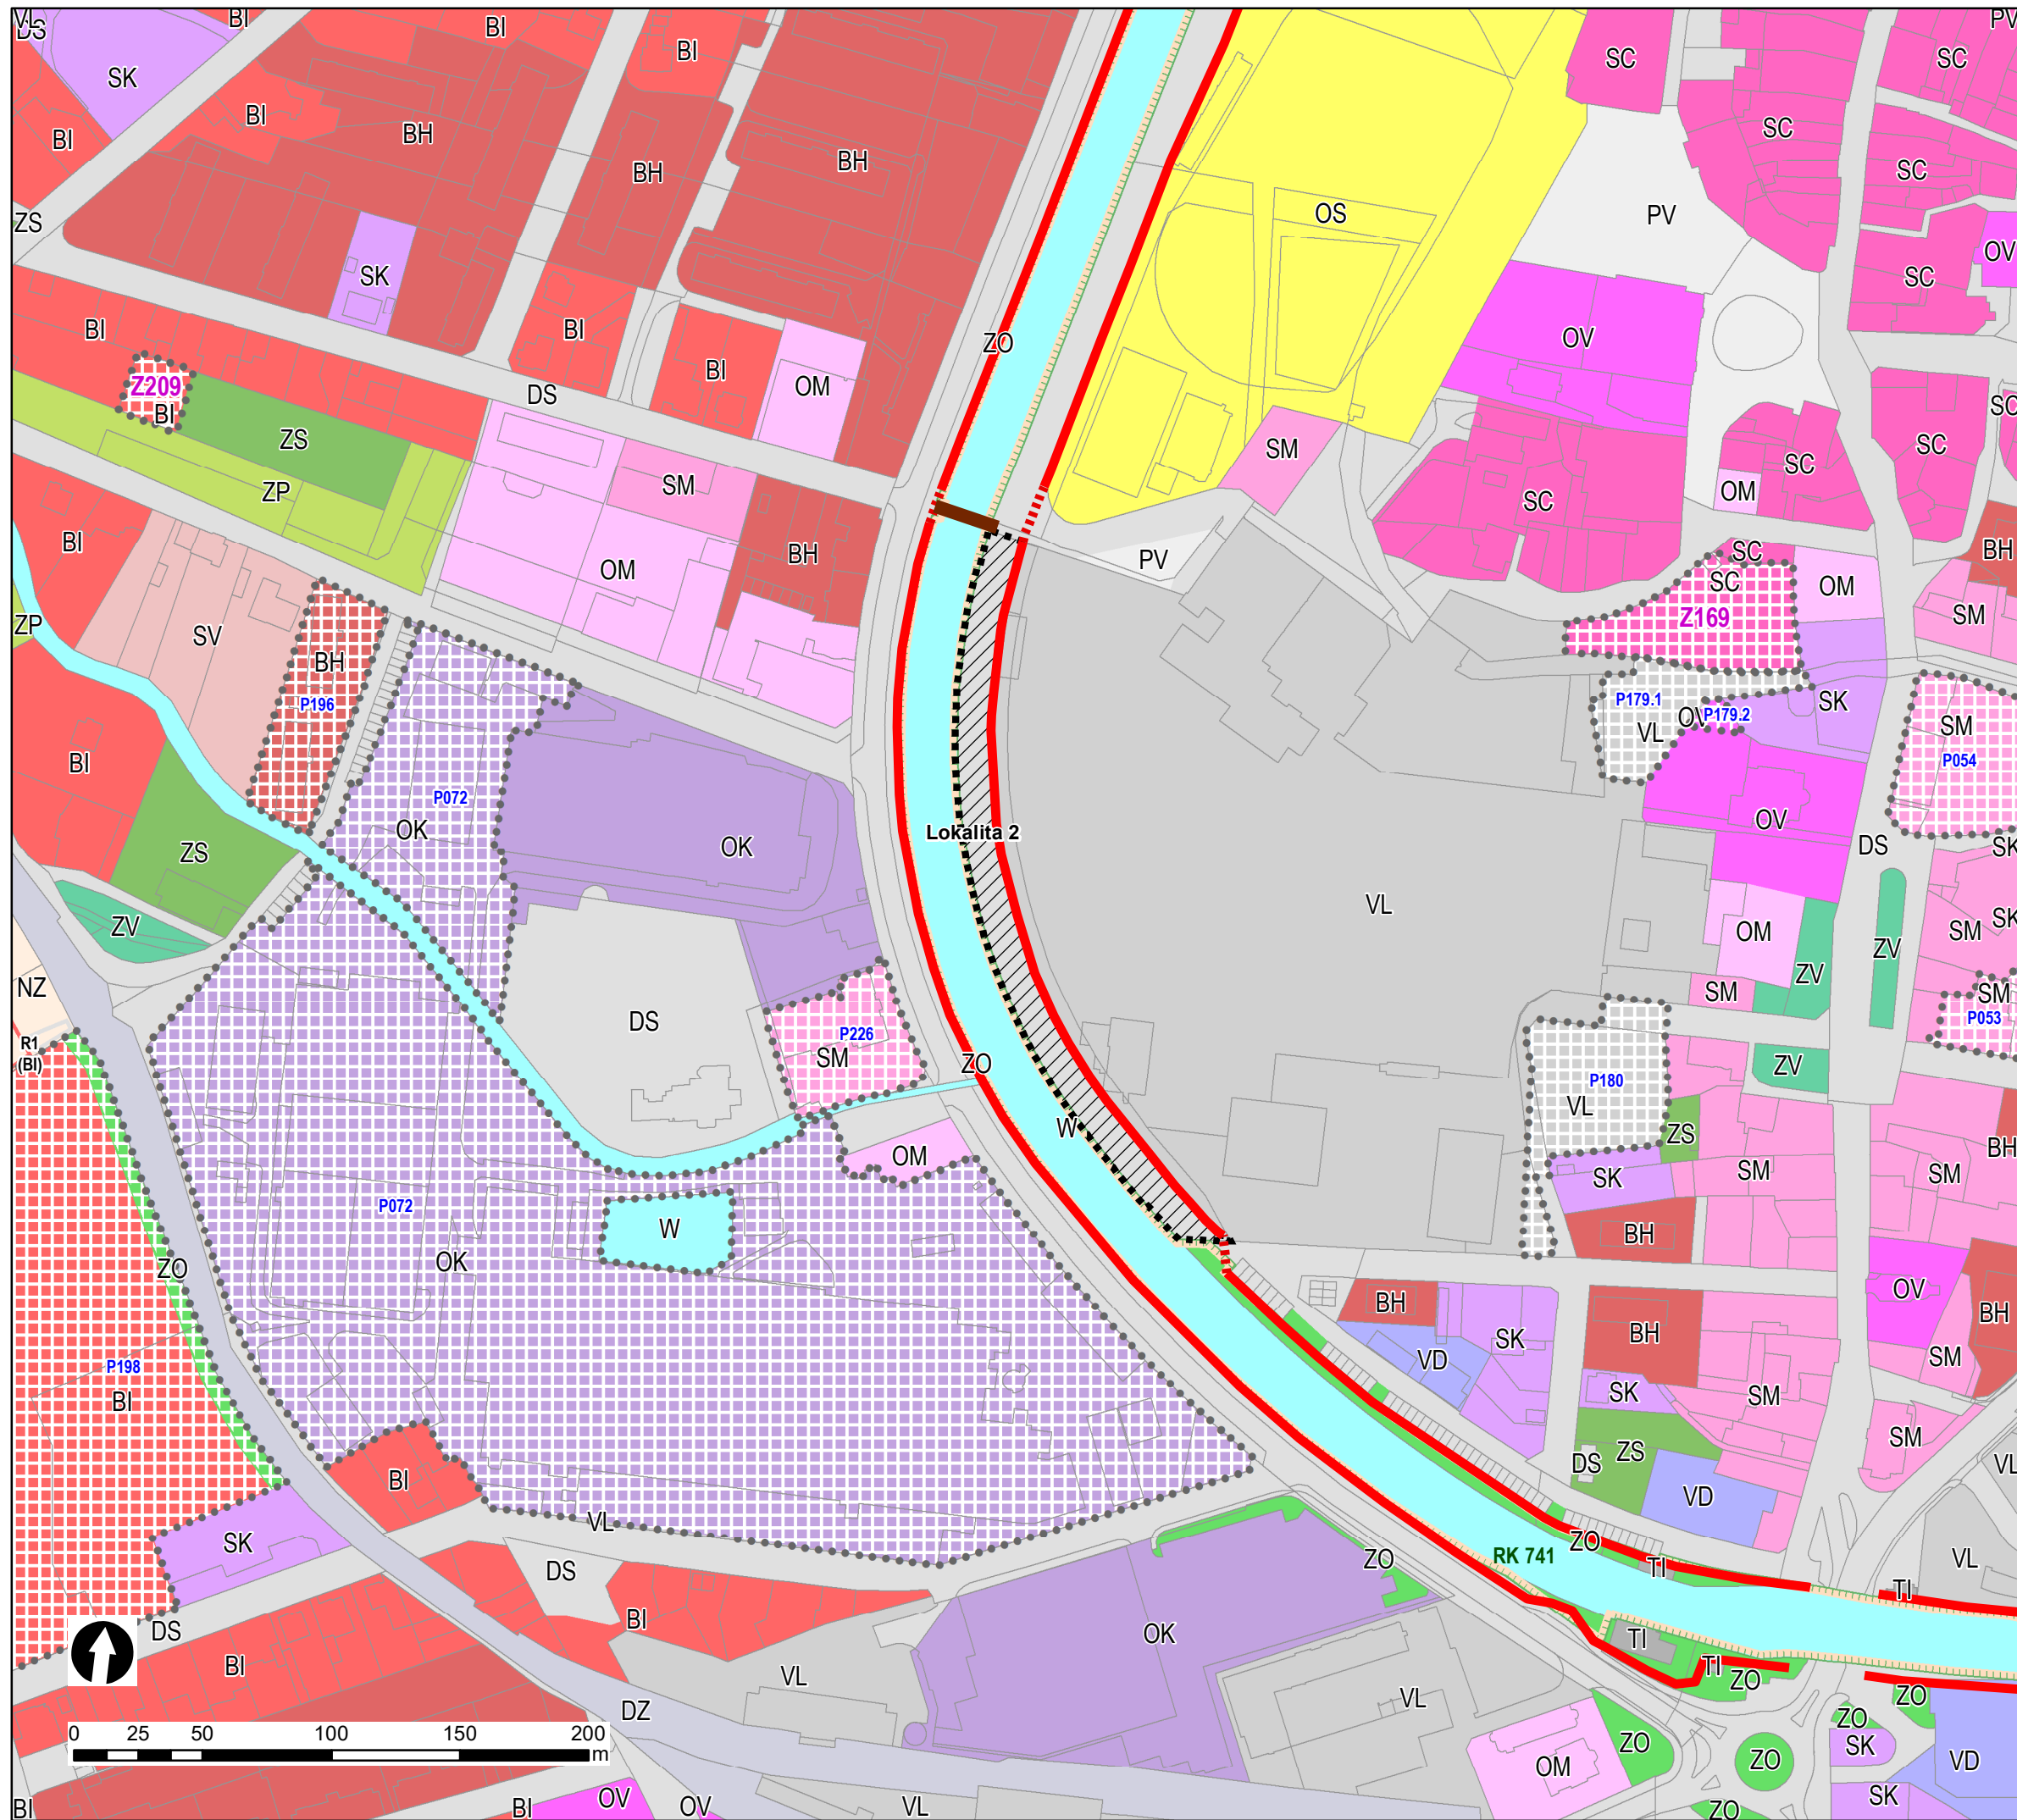 VL
DS
BI
BI
BI
SC
SC
PV
SK
BI
BH
BI
BH
BH
SC
SC
ZS
OS
PV
OV
SK
SC
BI
BI
BI
OM
ZO
OV
Z209
BI
DS
ZS
SM
SC
SC
SC
ZP
SM
OM
SC
BI
OM
BH
PV
SC
BH
SC
OM
Z169
SM
ZP
SV
BH
P196
P179.1
OV
P179.2
SK
VL
SM
P054
BI
P072
OK
OK
Lokalita 2
OV
DS
SK
ZS
VL
ZV
OM
ZV
SM
SK
ZV
NZ
SM
SM
P053
DS
P226
SM
R1
(BI)
ZO
ZV
P180
VL
W
ZS
OM
SK
SM
SM
BH
P072
W
BH
OK
ZO
OV
BH
BH
BH
SK
VD
SM
P198
BI
SK
SM
SM
BI
DS
ZS
VD
VL
SK
VL
DS
ZO
RK 741
ZO
TI
VL
TI
BI
DS
OK
TI
TI
ZO
BI
VL
VL
DZ
ZO
ZO
ZO
SK
VD
0 25 50 100 150 200
m
OM
ZO
BI
BI
OV
OV
VL
SK
ZO